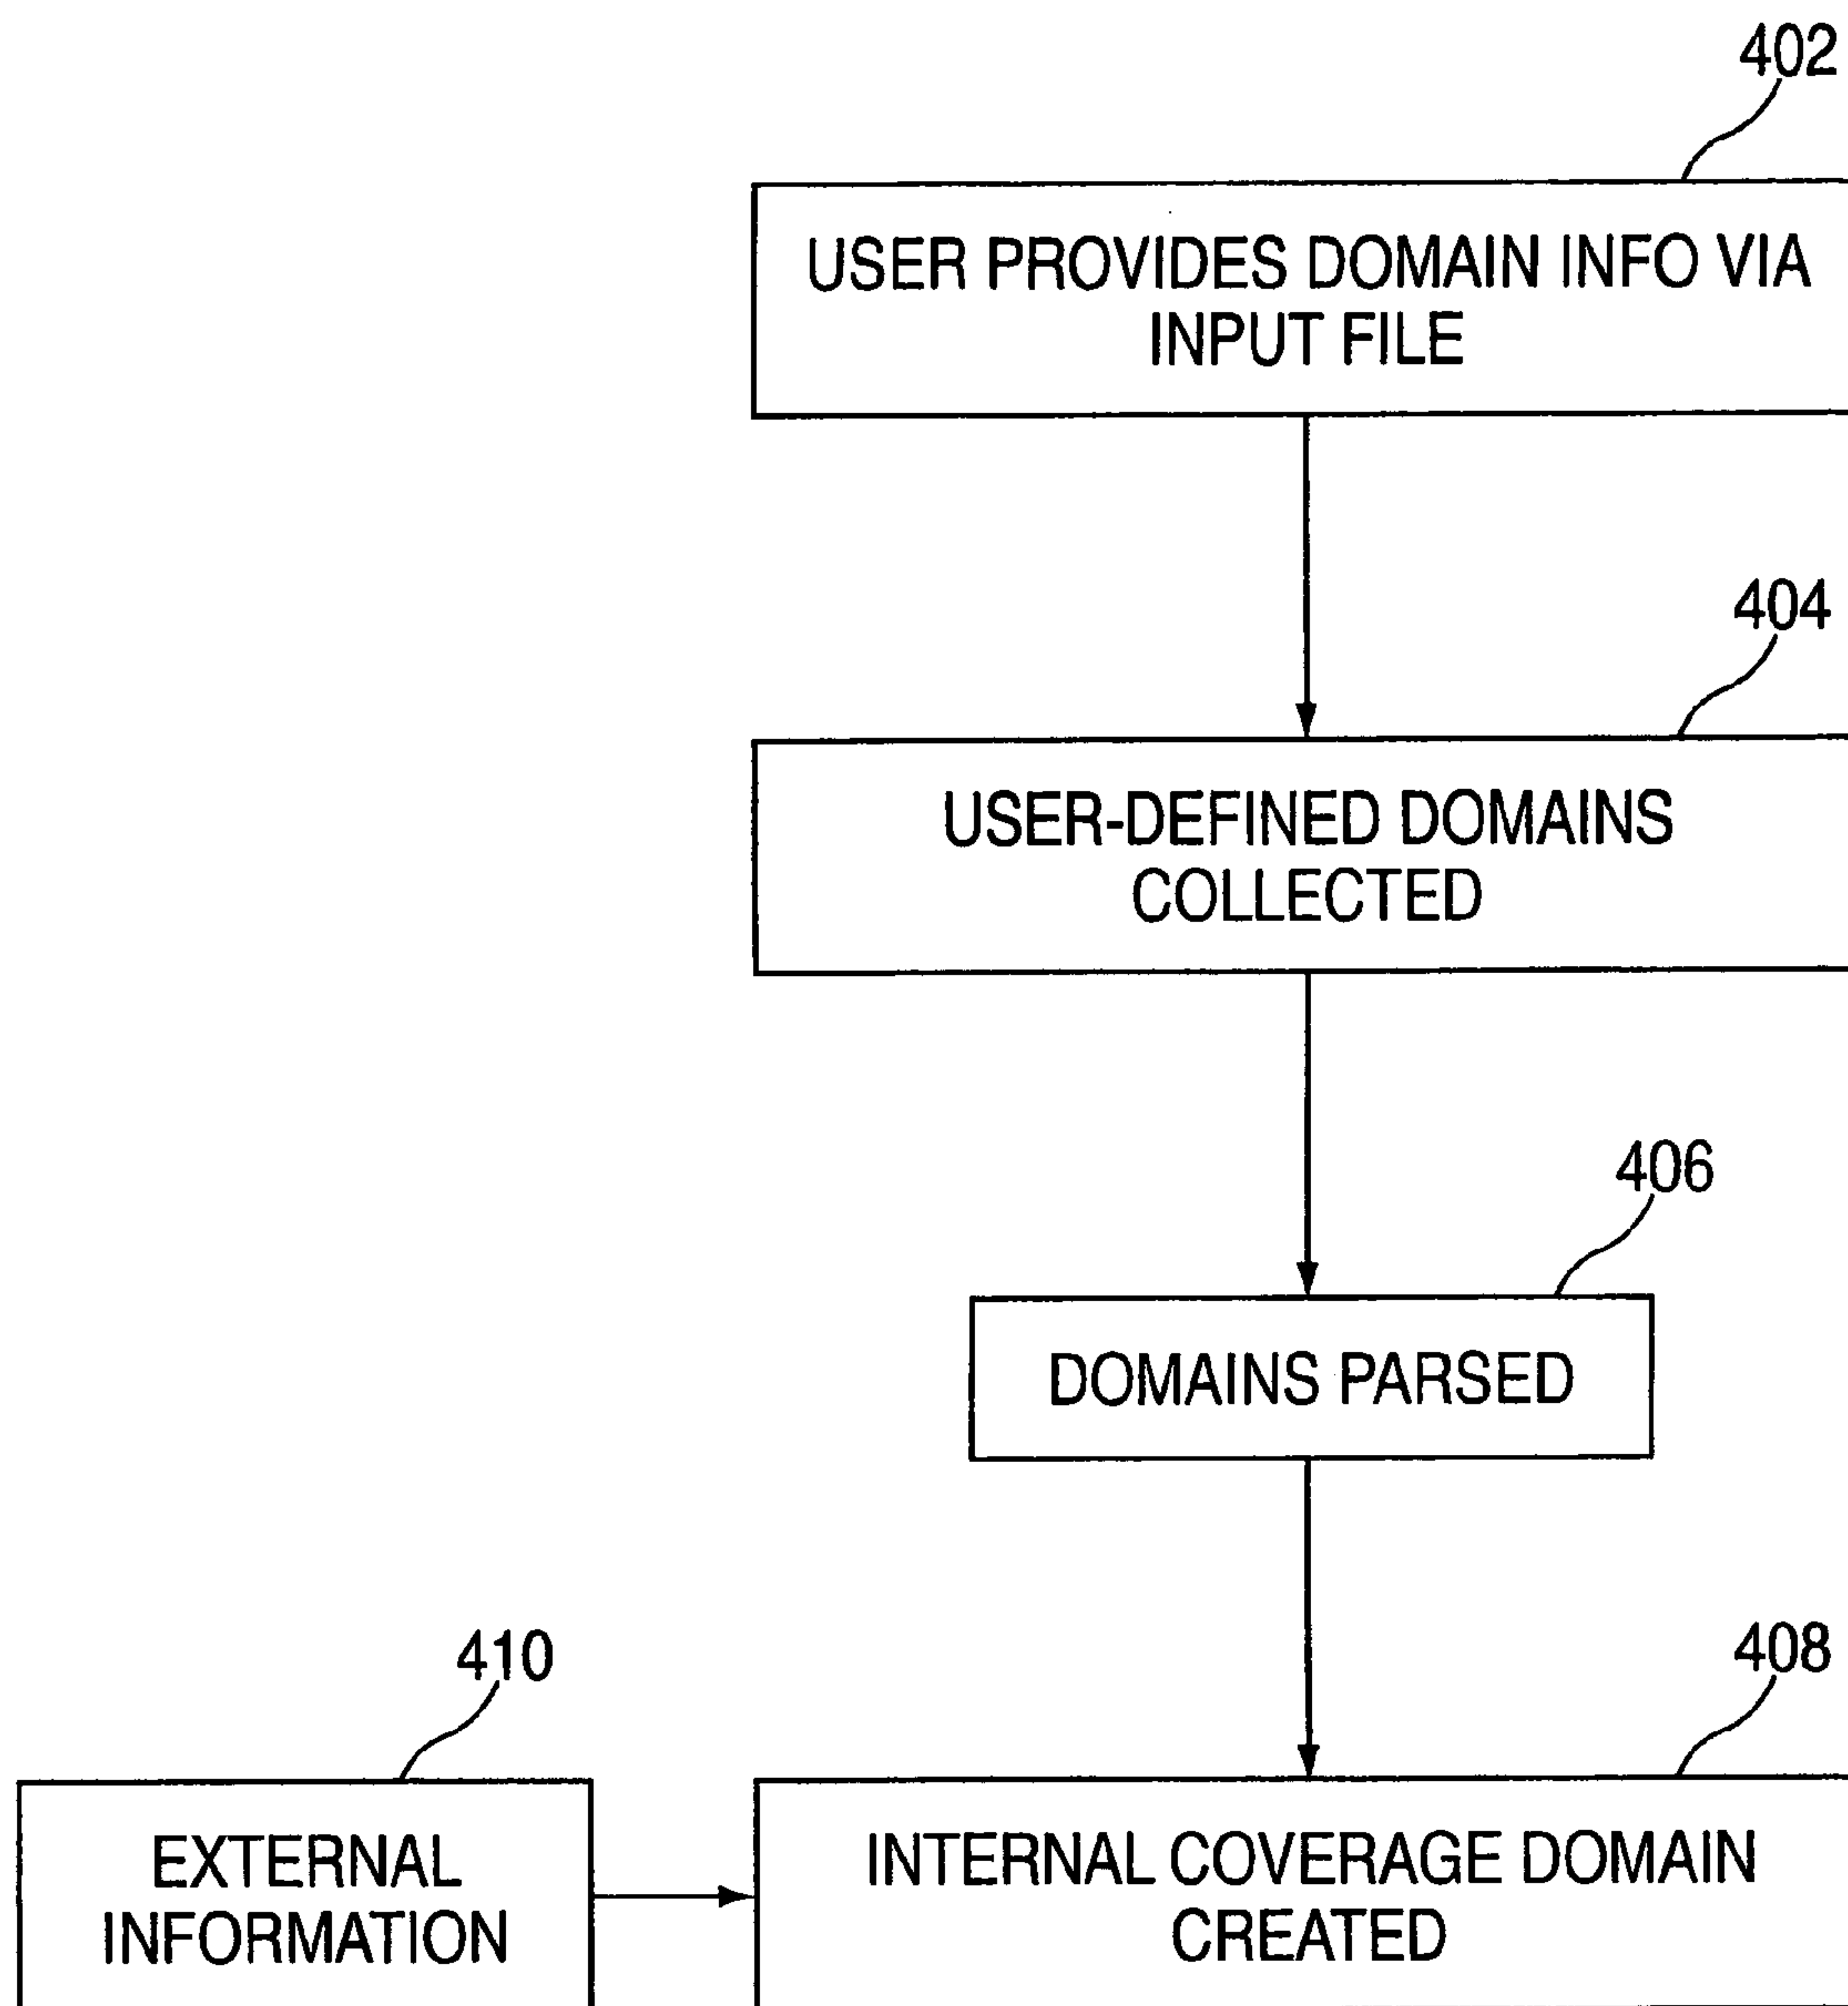 402
USER PROVIDES DOMAIN INFO VIA
INPUT FILE
404
USER-DEFINED DOMAINS
COLLECTED
406
DOMAINS PARSED
410
408
EXTERNAL
INFORMATION
INTERNAL COVERAGE DOMAIN
CREATED